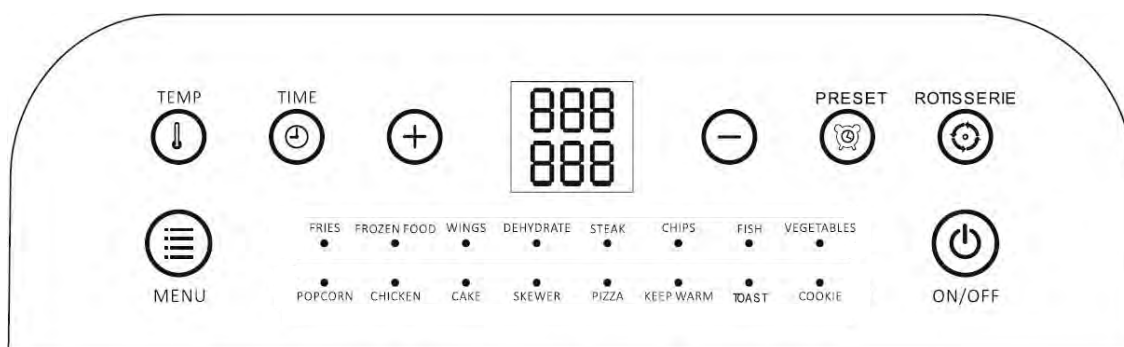 TEMP TIME PRESET ROTISSERIE
888
888
FRIES FROZEN FOOD WINGS DEHYDRATE STEAK CHIPS FISH VEGETABLES
POPCORN CHICKEN CAKE SKEWER PIZZA KEEP WARM TOAST COOKIE
MENU ON/OFF